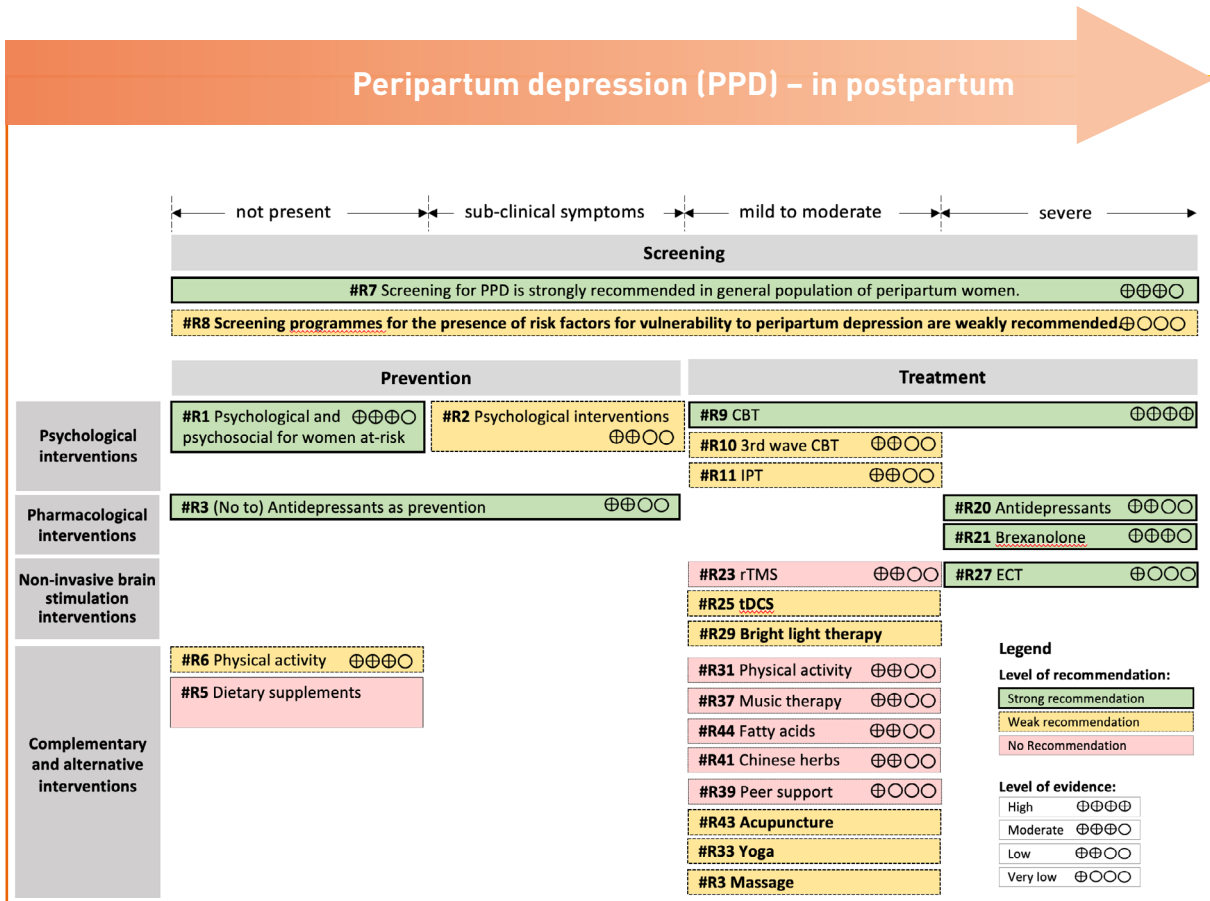 Peripartum depression (PPD) – in postpartum
not present
sub-clinical symptoms
mild to moderate
severe
Screening
#R7 Screening for PPD is strongly recommended in general population of peripartum women. ⊕⊕⊕○
#R8 Screening programmes for the presence of risk factors for vulnerability to peripartum depression are weakly recommended. ⊕○○○
Prevention
Treatment
Psychological
interventions
#R1 Psychological and ⊕⊕⊕○
psychosocial for women at-risk
#R2 Psychological interventions
⊕⊕○○
#R9 CBT ⊕⊕⊕⊕
#R10 3rd wave CBT ⊕⊕○○
#R11 IPT ⊕⊕○○
Pharmacological
interventions
#R3 (No to) Antidepressants as prevention ⊕⊕○○
#R20 Antidepressants ⊕⊕○○
#R21 Brexanolone ⊕⊕⊕○
Non-invasive brain
stimulation
interventions
#R23 rTMS ⊕⊕○○
#R27 ECT ⊕○○○
#R25 tDCS
#R29 Bright light therapy
Complementary
and alternative
interventions
#R6 Physical activity ⊕⊕⊕○
#R5 Dietary supplements
#R31 Physical activity ⊕⊕○○
#R37 Music therapy ⊕⊕○○
#R44 Fatty acids ⊕⊕○○
#R41 Chinese herbs ⊕⊕○○
#R39 Peer support ⊕○○○
#R43 Acupuncture
#R33 Yoga
#R3 Massage
Legend
Level of recommendation:
Strong recommendation
Weak recommendation
No Recommendation
Level of evidence:
High ⊕⊕⊕⊕
Moderate ⊕⊕⊕○
Low ⊕⊕○○
Very low ⊕○○○